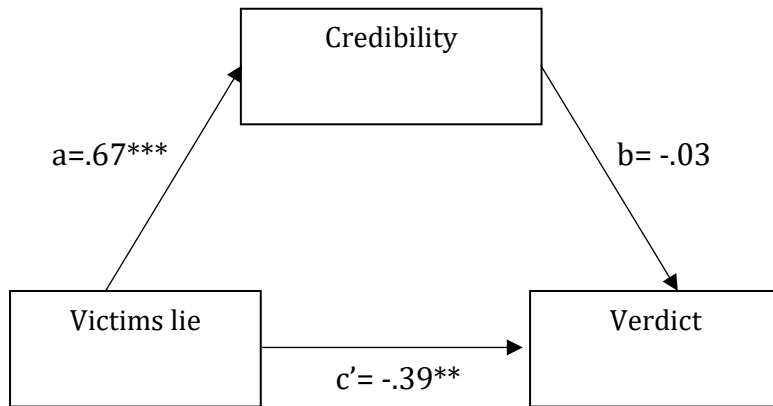 Credibility
a=.67***
b= -.03
Victims lie
Verdict
c’= -.39**